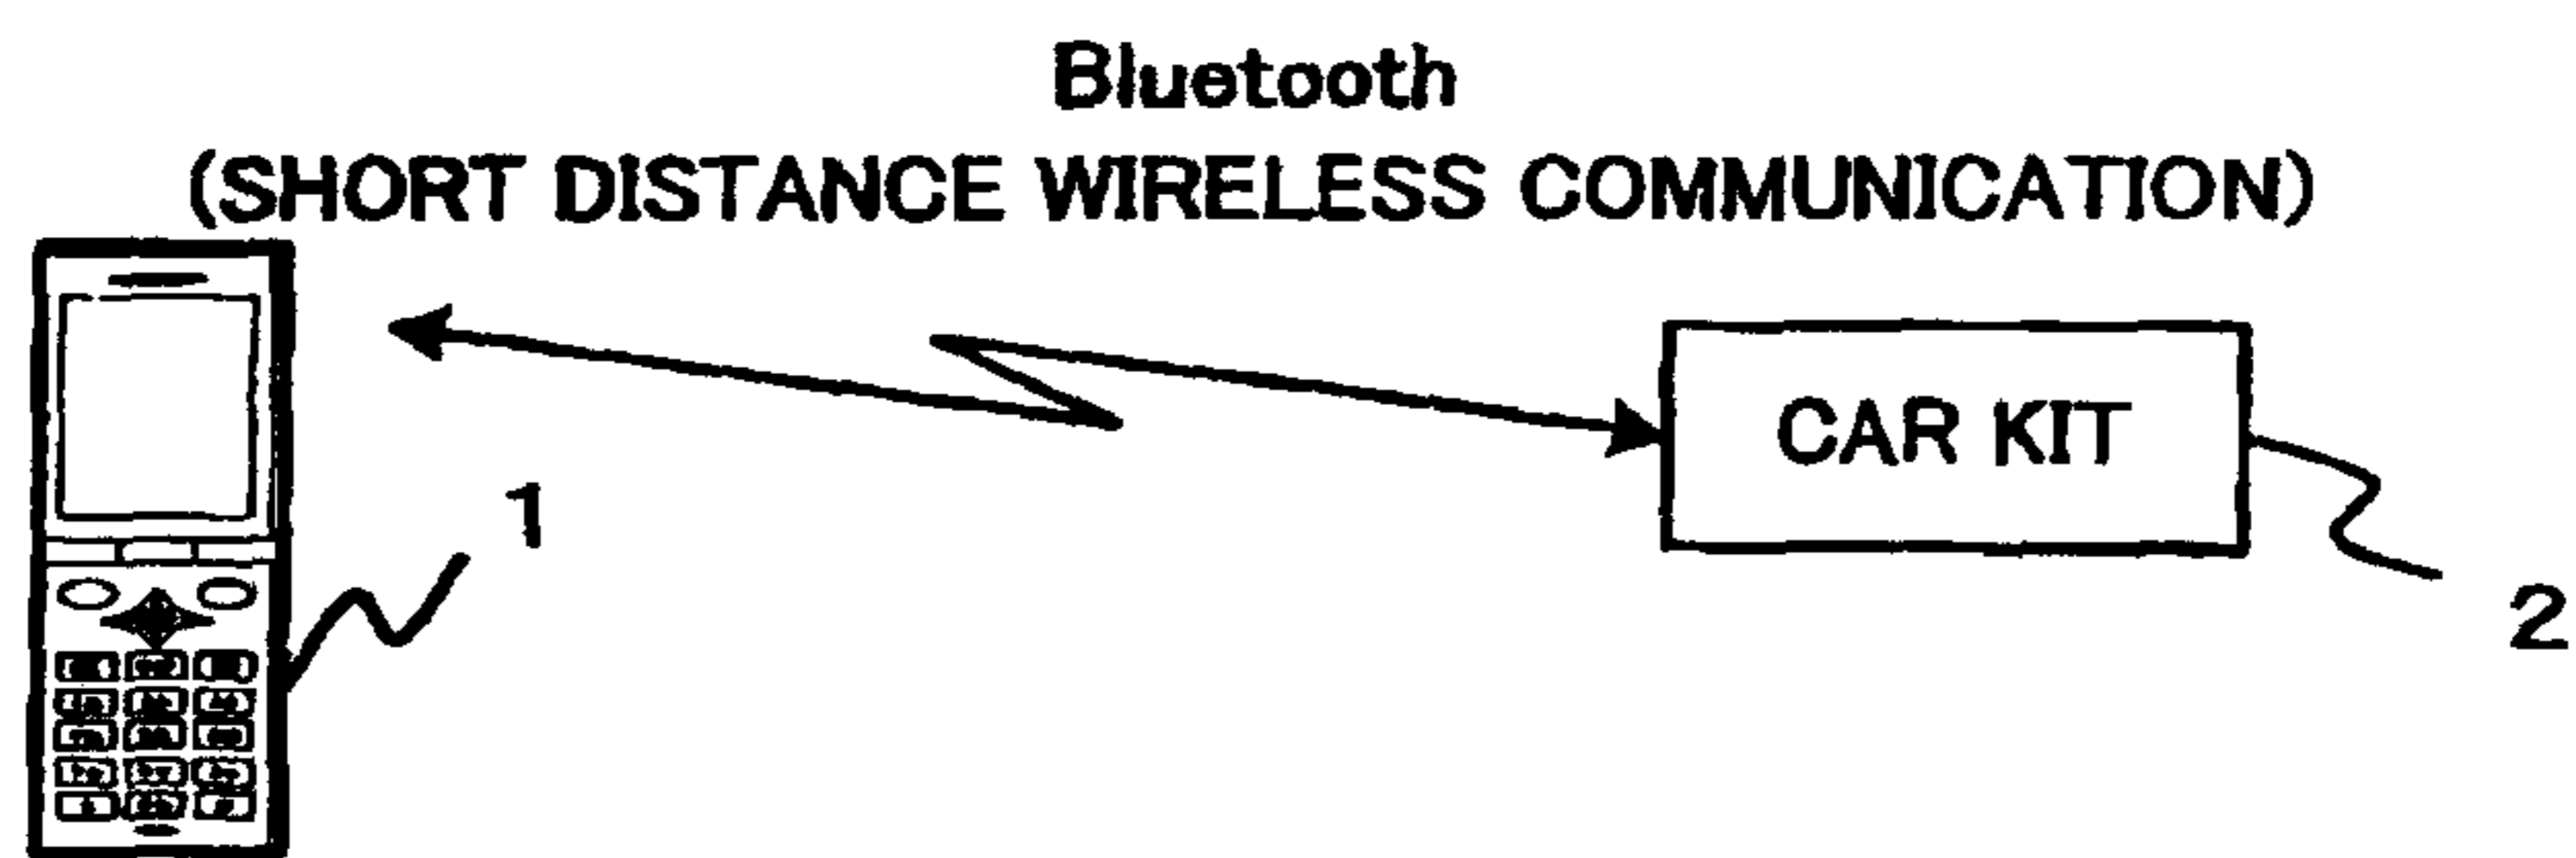 Bluetooth
(SHORT DISTANCE WIRELESS COMMUNICATION)
CAR KIT
1
2